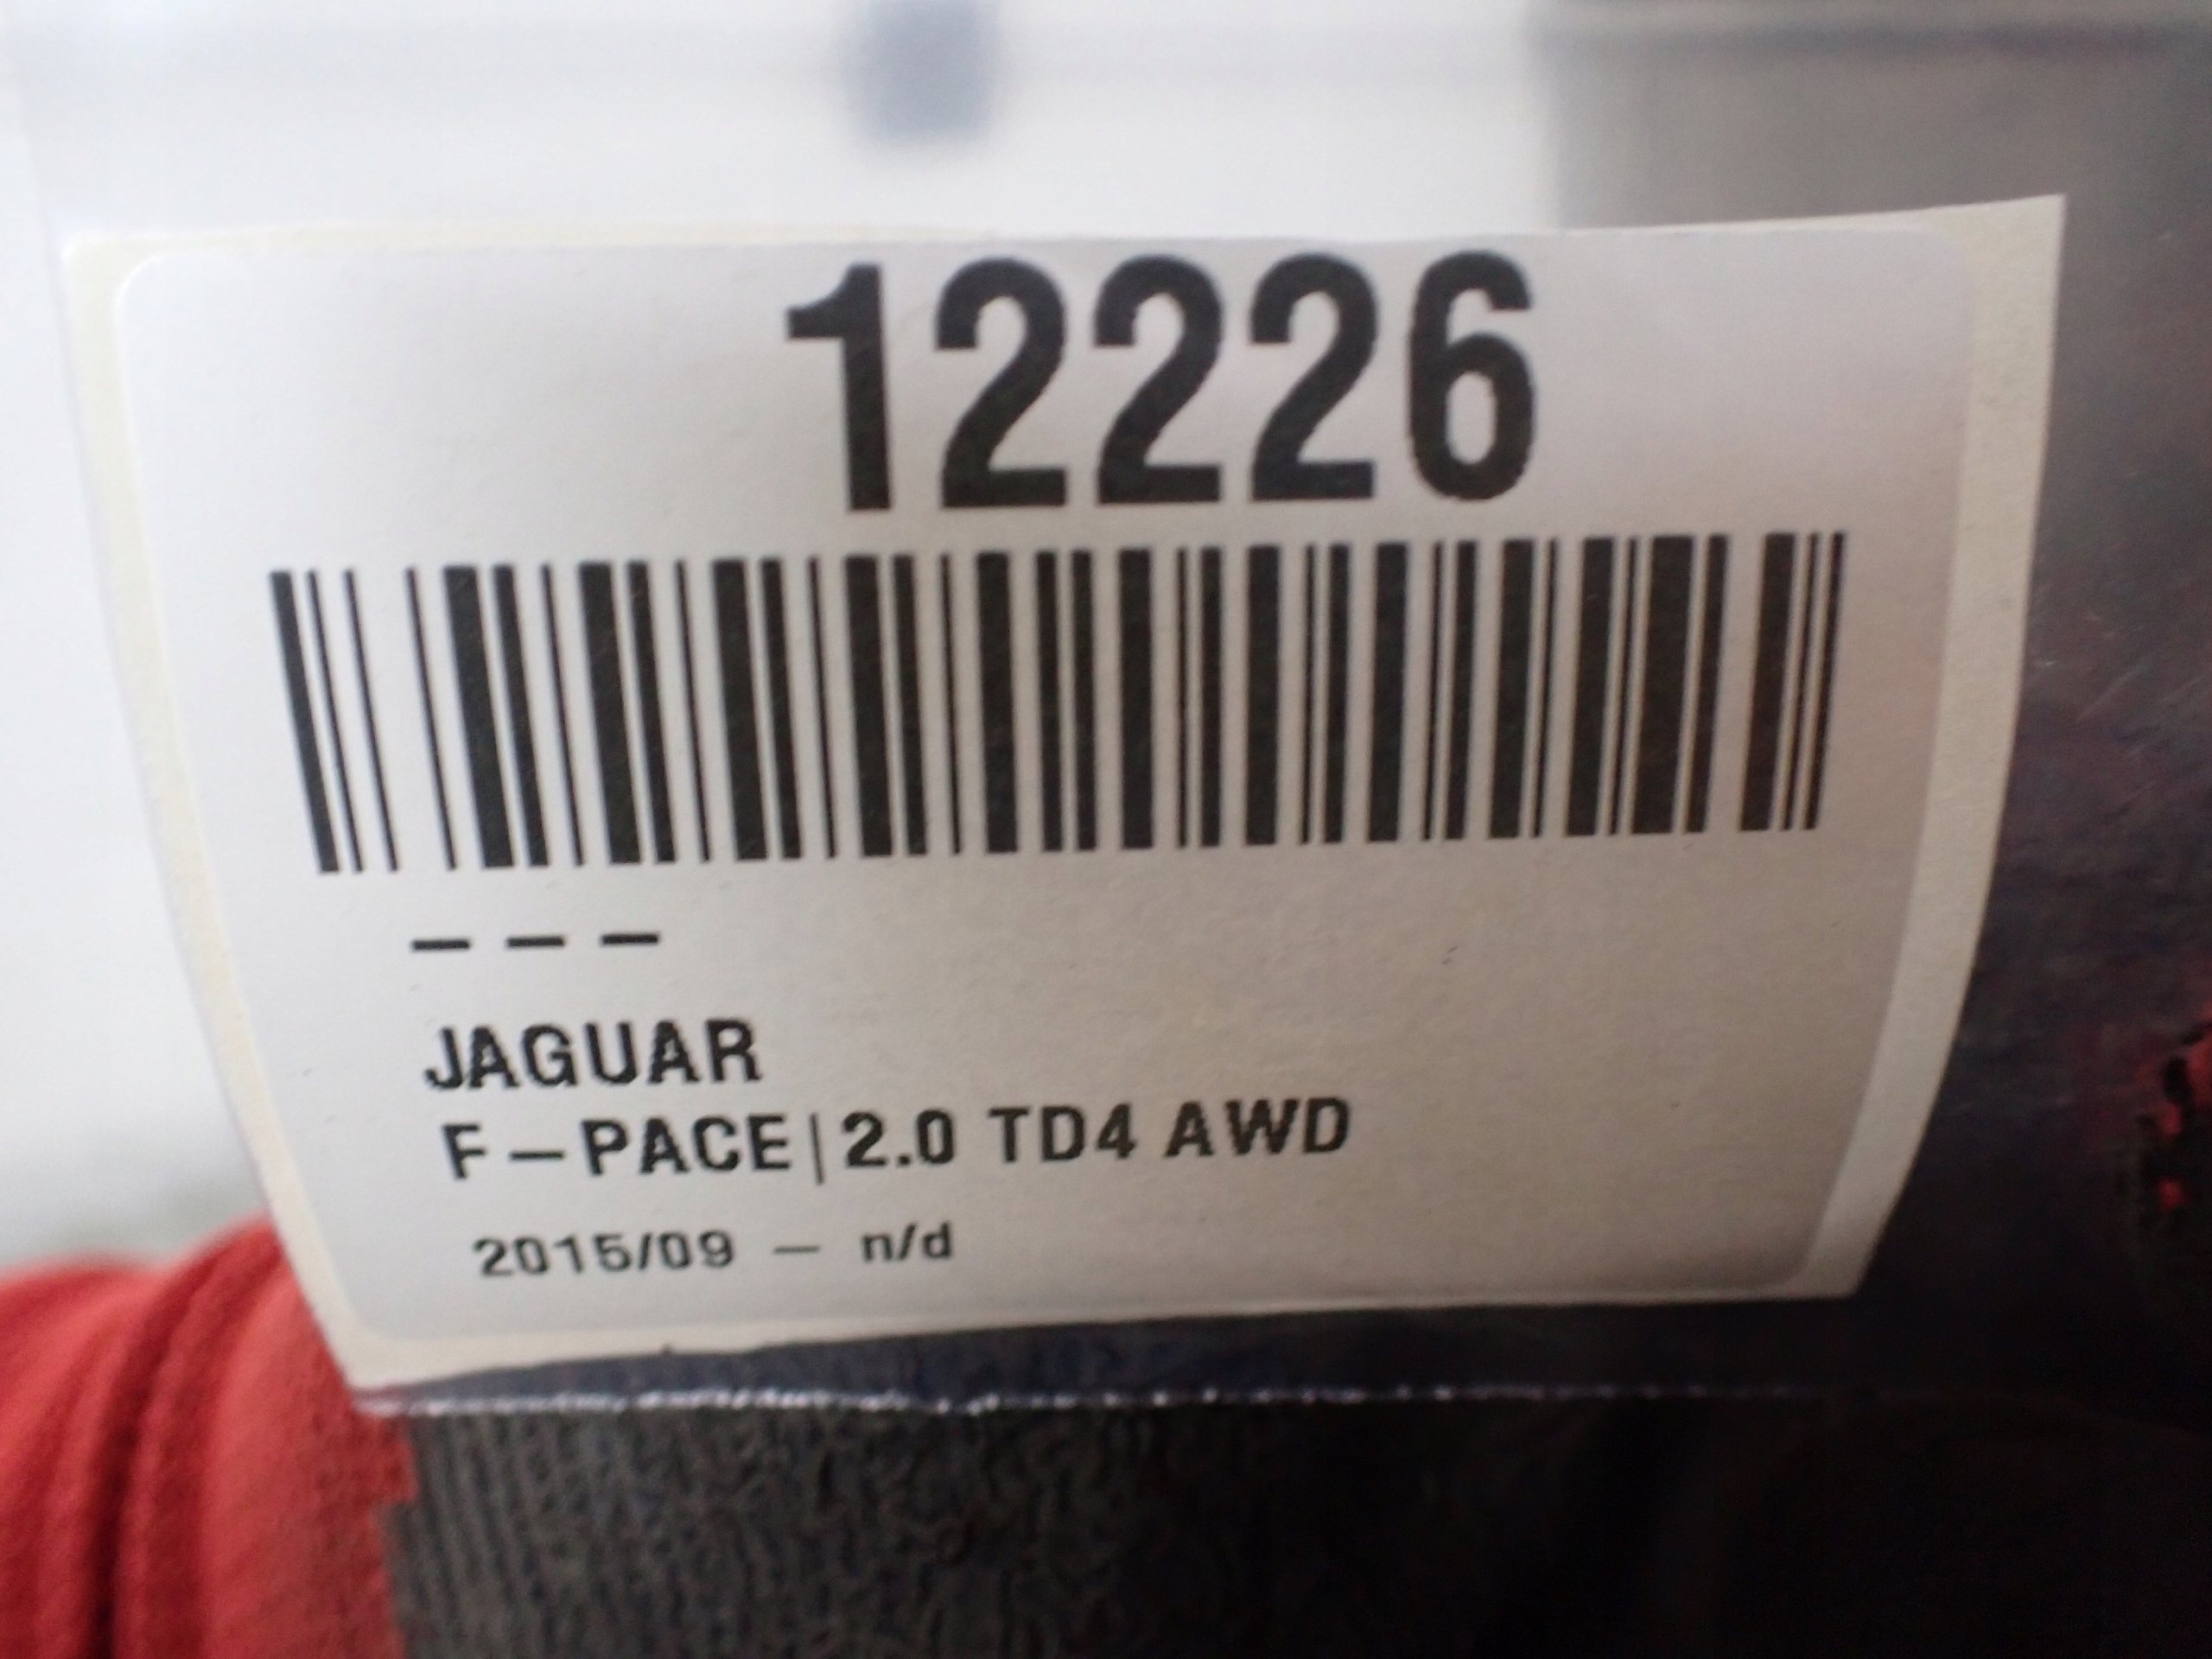 12226
– – –
JAGUAR
F-PACE|2.0 TD4 AWD
2015/09 – n/d